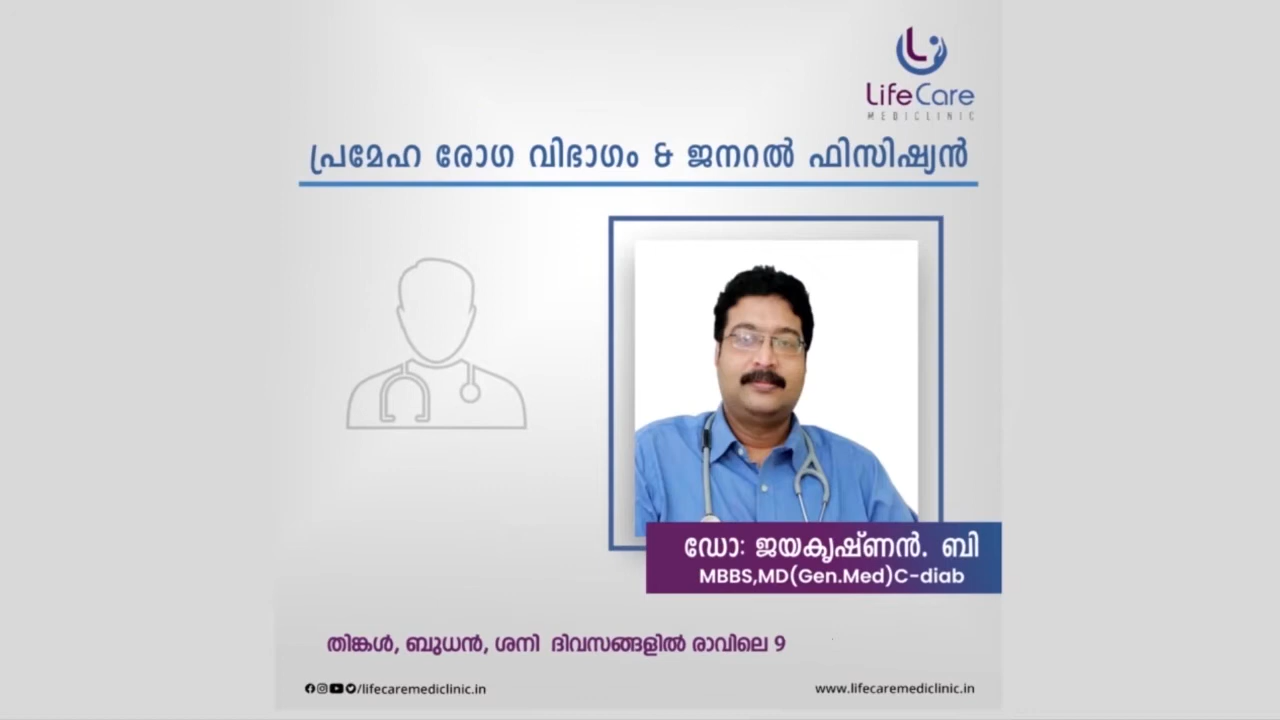 LifeCare
MEDICLINIC
പ്രമേഹ രോഗ വിഭാഗം & ജനറൽ ഫിസിഷ്യൻ
ഡോ: ജയകൃഷ്ണൻ. ബി
MBBS,MD(Gen.Med)C-diab
തിങ്കൾ, ബുധൻ, ശനി ദിവസങ്ങളിൽ രാവിലെ 9
/lifecaremediclinic.in
www.lifecaremediclinic.in